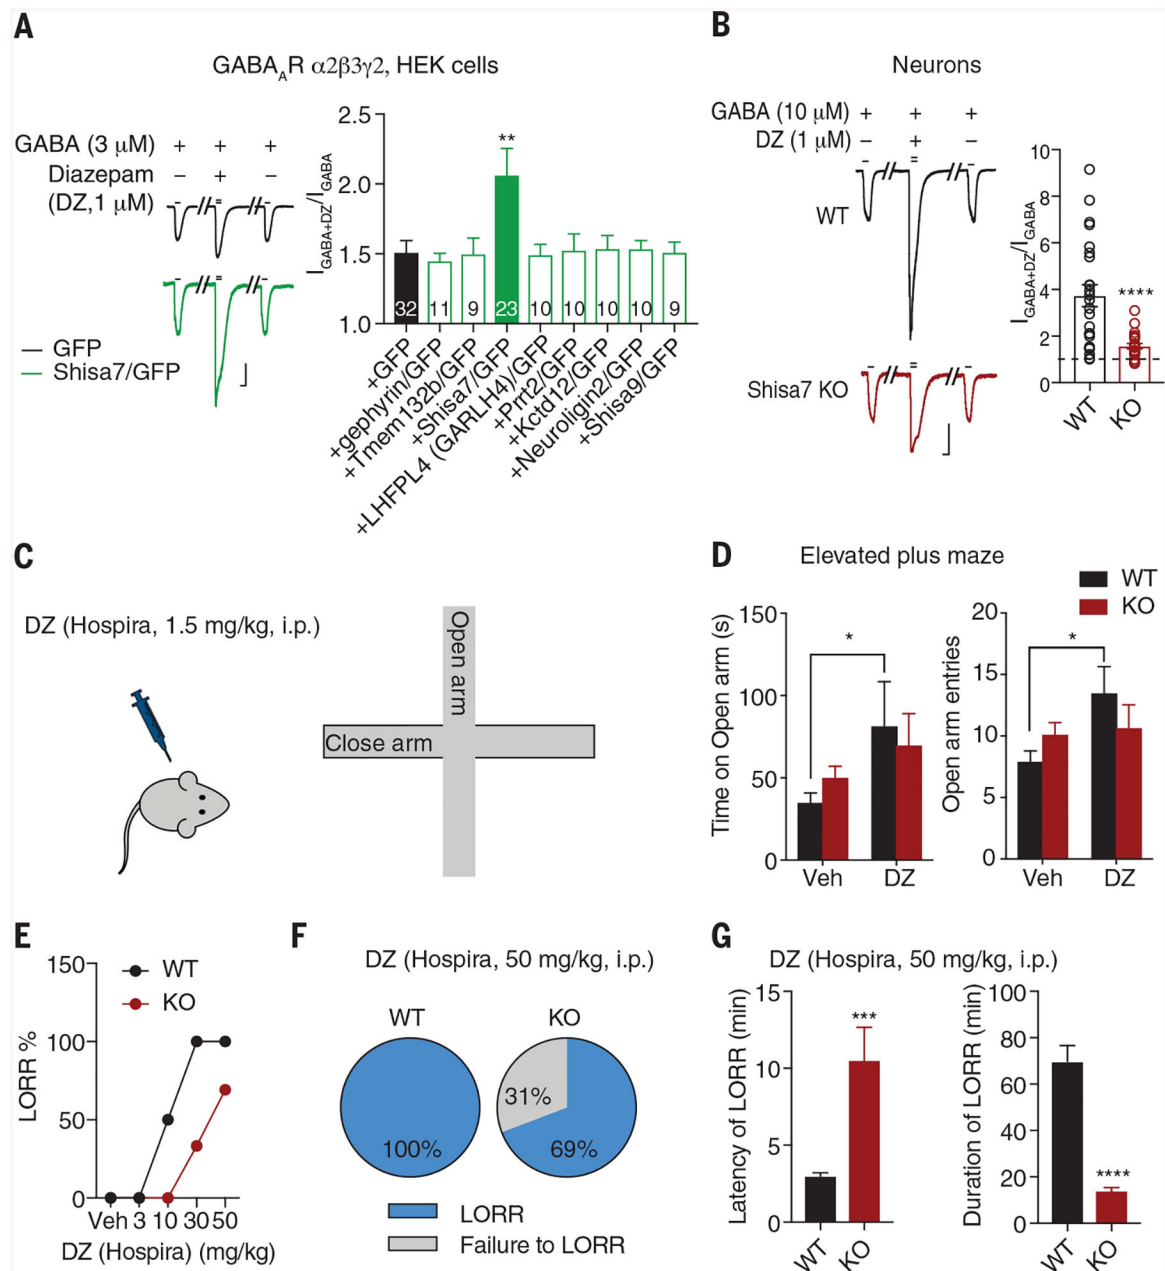 A
GABA_AR α2β3γ2, HEK cells
GABA (3 µM) + + +
Diazepam − + −
(DZ,1 µM)
GFP
Shisa7/GFP
I_GABA+DZ/I_GABA
2.5
2.0
1.5
1.0
**
32 11 9 23 10 10 10 10 9
+GFP
+gephyrin/GFP
+Tmem132b/GFP
+Shisa7/GFP
+LHFPL4 (GARLH4)/GFP
+Prrt2/GFP
+Kctd12/GFP
+Neuroligin2/GFP
+Shisa9/GFP
B
Neurons
GABA (10 µM) + + +
DZ (1 µM) − + −
WT
Shisa7 KO
I_GABA+DZ/I_GABA
10
8
6
4
2
0
****
WT KO
C
DZ (Hospira, 1.5 mg/kg, i.p.)
Open arm
Close arm
D
Elevated plus maze
WT
KO
Time on Open arm (s)
150
100
50
0
*
Veh DZ
Open arm entries
20
15
10
5
0
*
Veh DZ
E
LORR %
150
100
50
0
WT
KO
Veh 3 10 30 50
DZ (Hospira) (mg/kg)
F
DZ (Hospira, 50 mg/kg, i.p.)
WT KO
100%
31%
69%
LORR
Failure to LORR
G
DZ (Hospira, 50 mg/kg, i.p.)
Latency of LORR (min)
15
10
5
0
***
WT KO
Duration of LORR (min)
100
80
60
40
20
0
****
WT KO